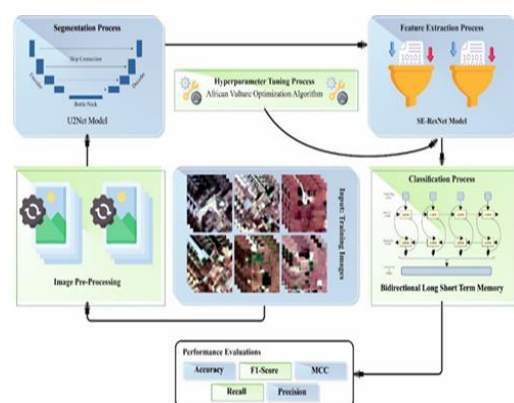 Segmentation Process
Skip Connection
Encoder
Decoder
Bottle Neck
U2Net Model
Feature Extraction Process
SE-ResNet Model
Hyperparameter Tuning Process
African Vulture Optimization Algorithm
Image Pre-Processing
Input: Training Images
Classification Process
Bidirectional Long Short Term Memory
Performance Evaluations
Accuracy
F1-Score
MCC
Recall
Precision